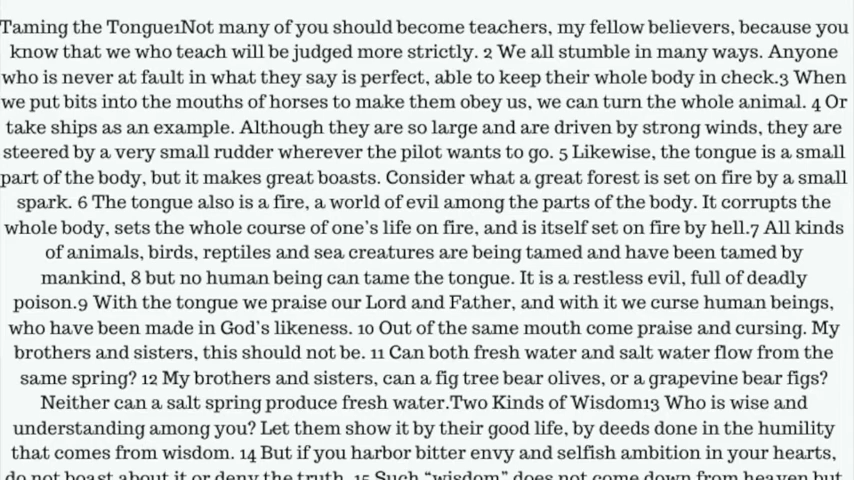 Taming the Tongue1Not many of you should become teachers, my fellow believers, because you
know that we who teach will be judged more strictly. 2 We all stumble in many ways. Anyone
who is never at fault in what they say is perfect, able to keep their whole body in check.3 When
we put bits into the mouths of horses to make them obey us, we can turn the whole animal. 4 Or
take ships as an example. Although they are so large and are driven by strong winds, they are
steered by a very small rudder wherever the pilot wants to go. 5 Likewise, the tongue is a small
part of the body, but it makes great boasts. Consider what a great forest is set on fire by a small
spark. 6 The tongue also is a fire, a world of evil among the parts of the body. It corrupts the
whole body, sets the whole course of one’s life on fire, and is itself set on fire by hell.7 All kinds
of animals, birds, reptiles and sea creatures are being tamed and have been tamed by
mankind, 8 but no human being can tame the tongue. It is a restless evil, full of deadly
poison.9 With the tongue we praise our Lord and Father, and with it we curse human beings,
who have been made in God’s likeness. 10 Out of the same mouth come praise and cursing. My
brothers and sisters, this should not be. 11 Can both fresh water and salt water flow from the
same spring? 12 My brothers and sisters, can a fig tree bear olives, or a grapevine bear figs?
Neither can a salt spring produce fresh water.Two Kinds of Wisdom13 Who is wise and
understanding among you? Let them show it by their good life, by deeds done in the humility
that comes from wisdom. 14 But if you harbor bitter envy and selfish ambition in your hearts,
do not boast about it or deny the truth. 15 Such “wisdom” does not come down from heaven but